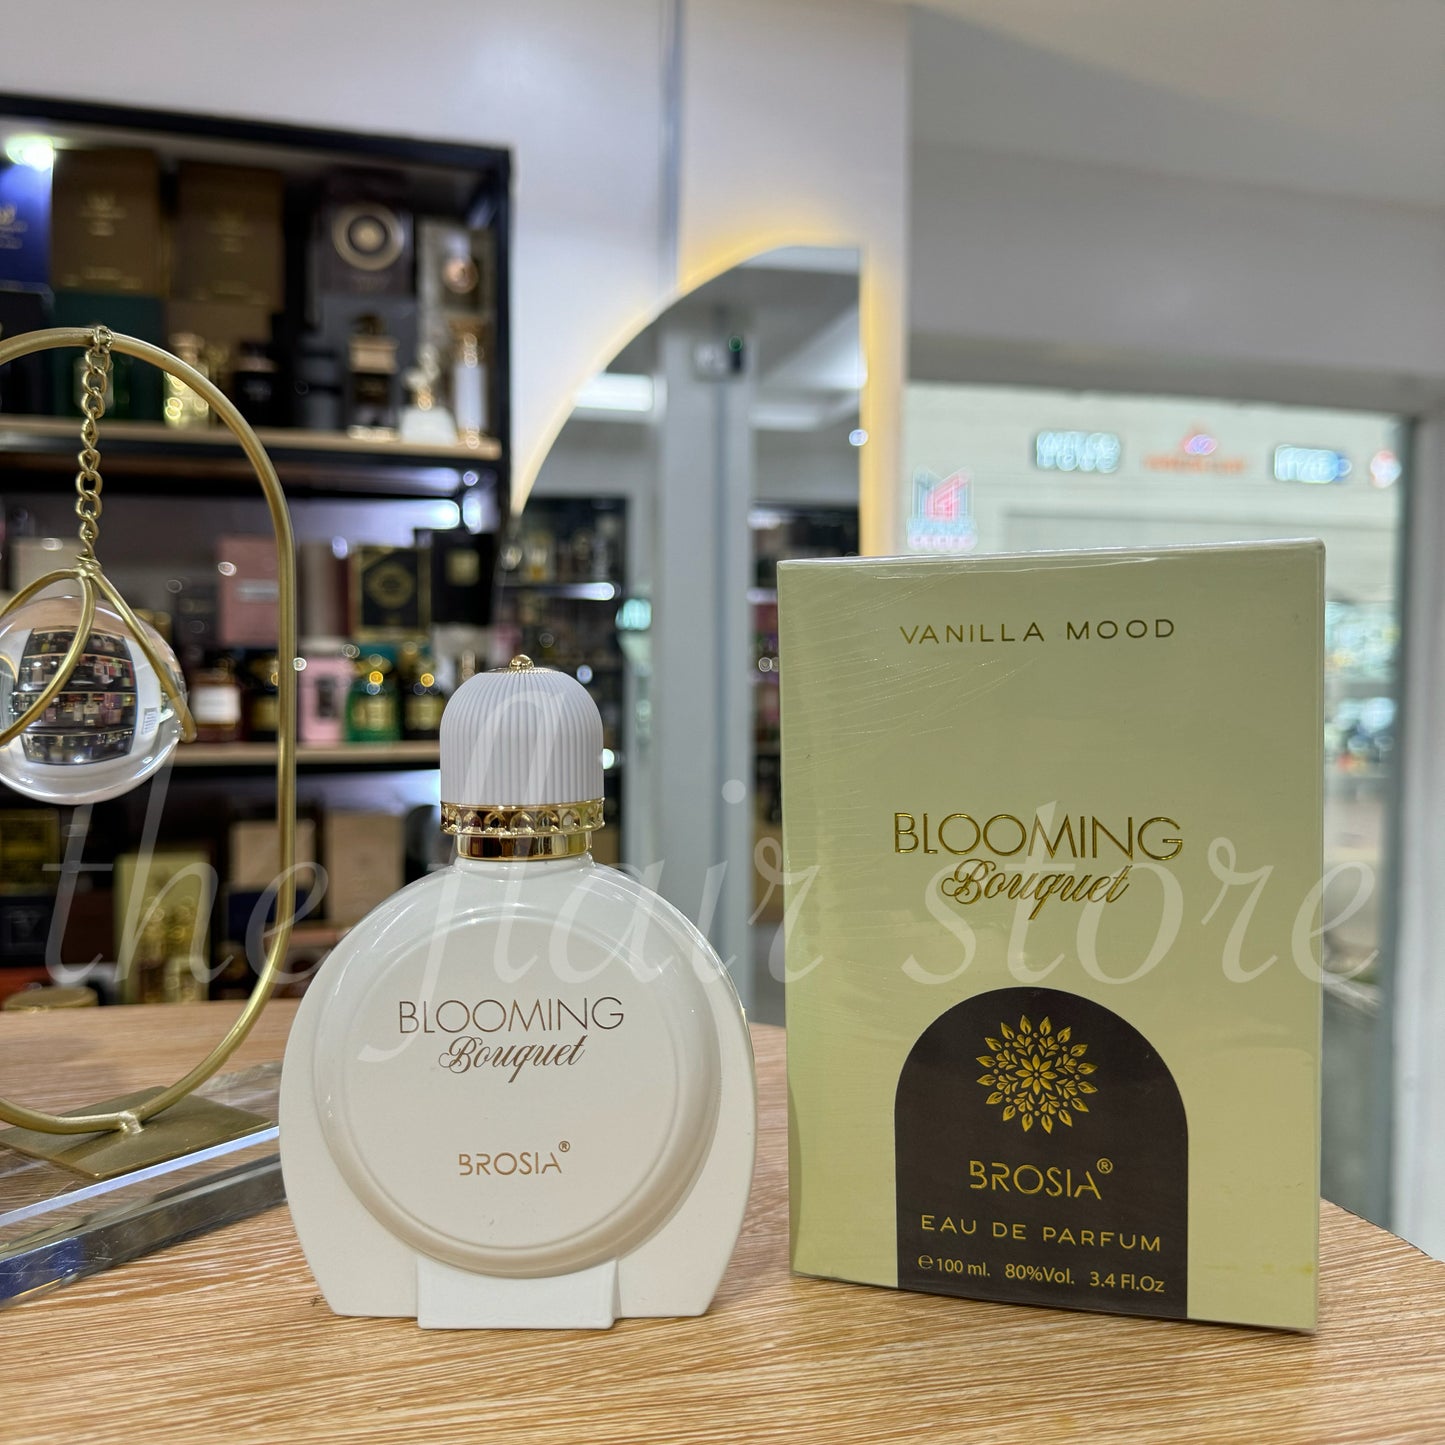 VANILLA MOOD
BLOOMING
Bouquet
BROSIA®
EAU DE PARFUM
℮100 ml. 80%Vol. 3.4 Fl.Oz
BLOOMING
Bouquet
BROSIA®
the flair store